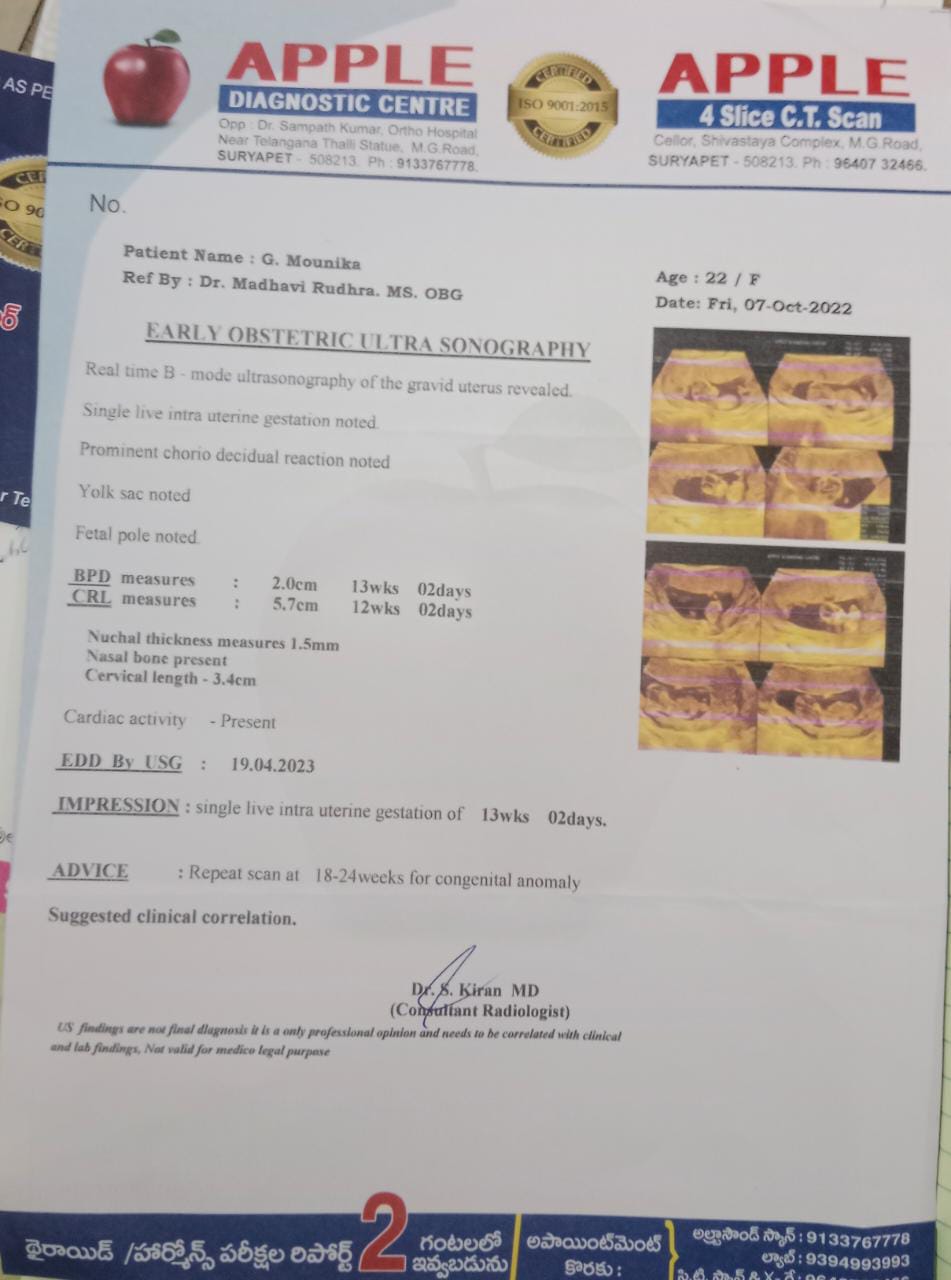 AS PE
APPLE
DIAGNOSTIC CENTRE
Opp : Dr. Sampath Kumar, Ortho Hospital
Near Telangana Thalli Statue, M.G.Road,
SURYAPET - 508213. Ph : 9133767778.
CERTIFIED
ISO 9001:2015
CERTIFIED
APPLE
4 Slice C.T. Scan
Cellor, Shivastaya Complex, M.G.Road,
SURYAPET - 508213. Ph : 96407 32466.
No.
Patient Name : G. Mounika
Ref By : Dr. Madhavi Rudhra. MS. OBG
Age : 22 / F
Date: Fri, 07-Oct-2022
EARLY OBSTETRIC ULTRA SONOGRAPHY
Real time B - mode ultrasonography of the gravid uterus revealed.
Single live intra uterine gestation noted.
Prominent chorio decidual reaction noted
Yolk sac noted
Fetal pole noted.
BPD measures : 2.0cm 13wks 02days
CRL measures : 5.7cm 12wks 02days
Nuchal thickness measures 1.5mm
Nasal bone present
Cervical length - 3.4cm
Cardiac activity - Present
EDD By USG : 19.04.2023
IMPRESSION : single live intra uterine gestation of 13wks 02days.
ADVICE : Repeat scan at 18-24weeks for congenital anomaly
Suggested clinical correlation.
Dr. S. Kiran MD
(Consultant Radiologist)
US findings are not final diagnosis it is a only professional opinion and needs to be correlated with clinical
and lab findings, Not valid for medico legal purpose
థైరాయిడ్ /హార్మోన్స్ పరీక్షల రిపోర్ట్ 2 గంటలలో ఇవ్వబడును
అపాయింట్‌మెంట్ కొరకు :
అల్ట్రాసౌండ్ స్కాన్ : 9133767778
ల్యాబ్ : 9394993993